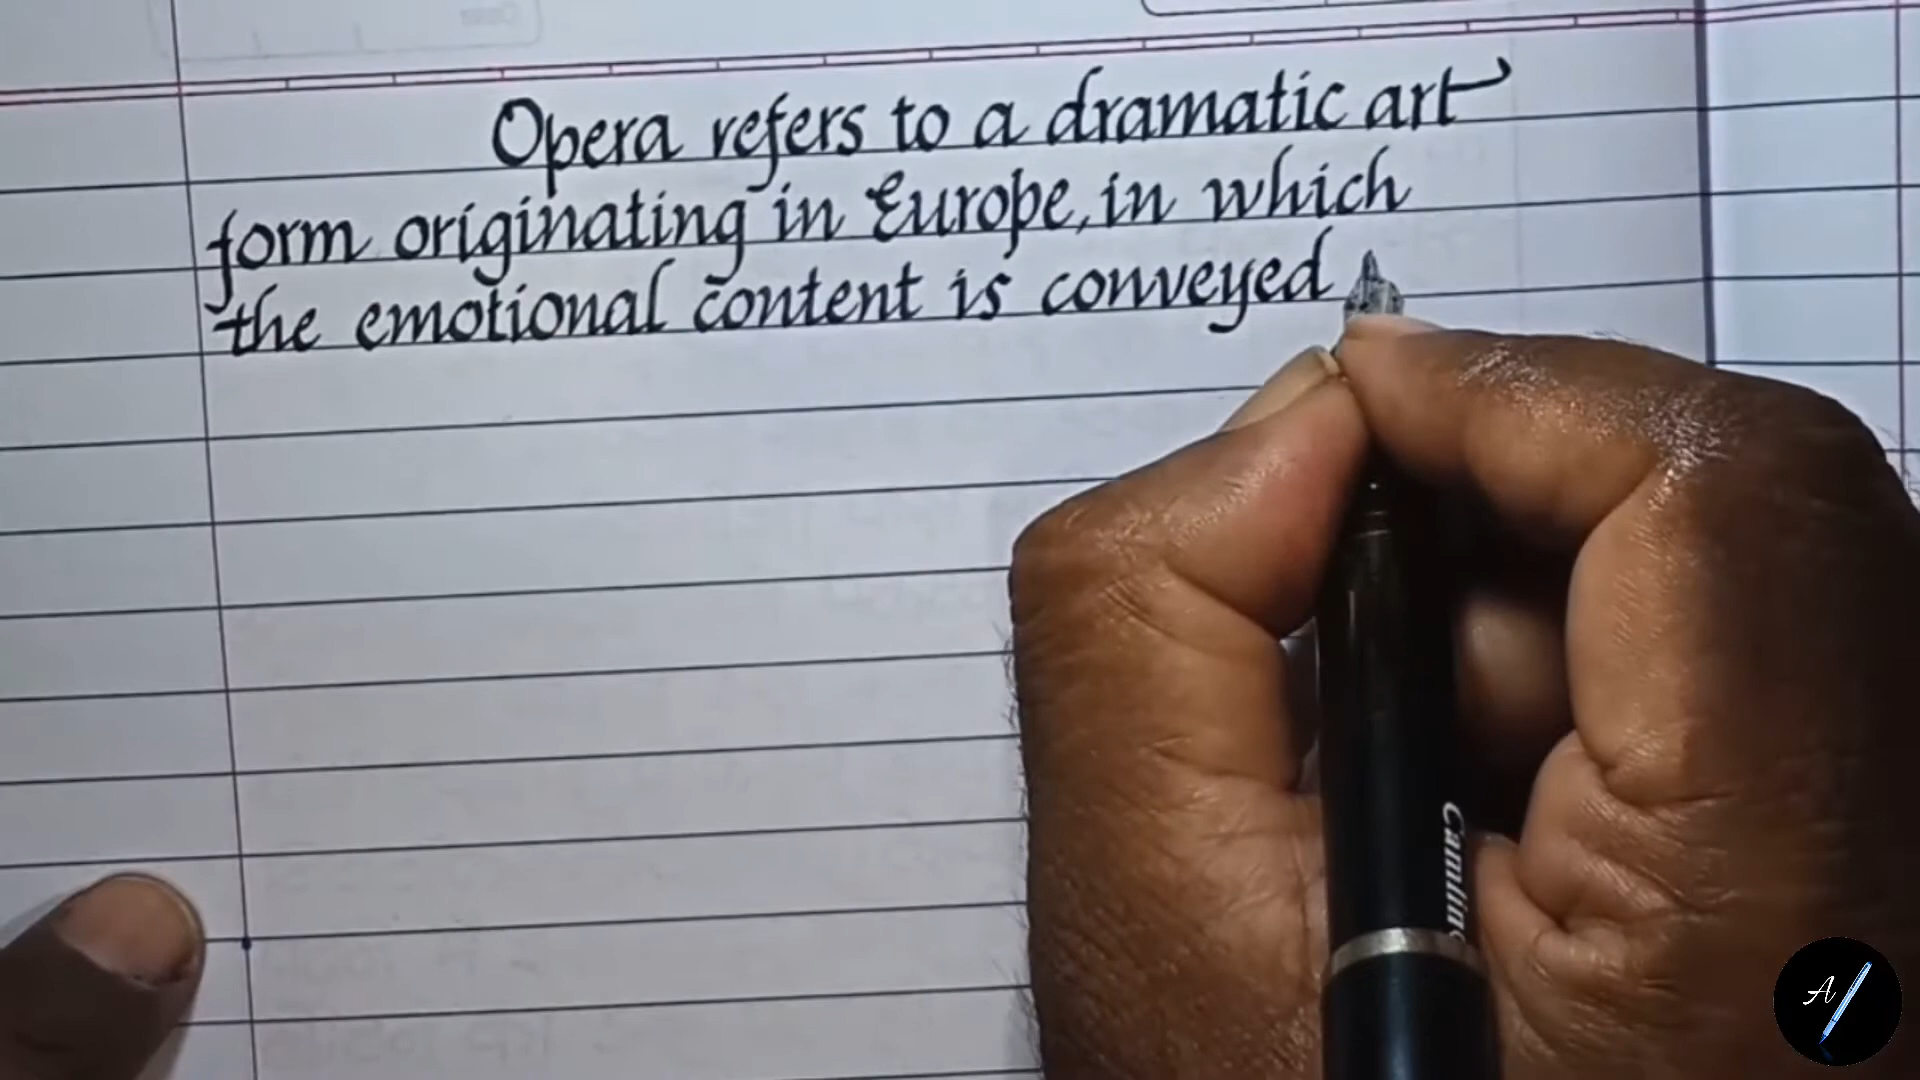 Opera refers to a dramatic art
form originating in Europe, in which
the emotional content is conveyed
A